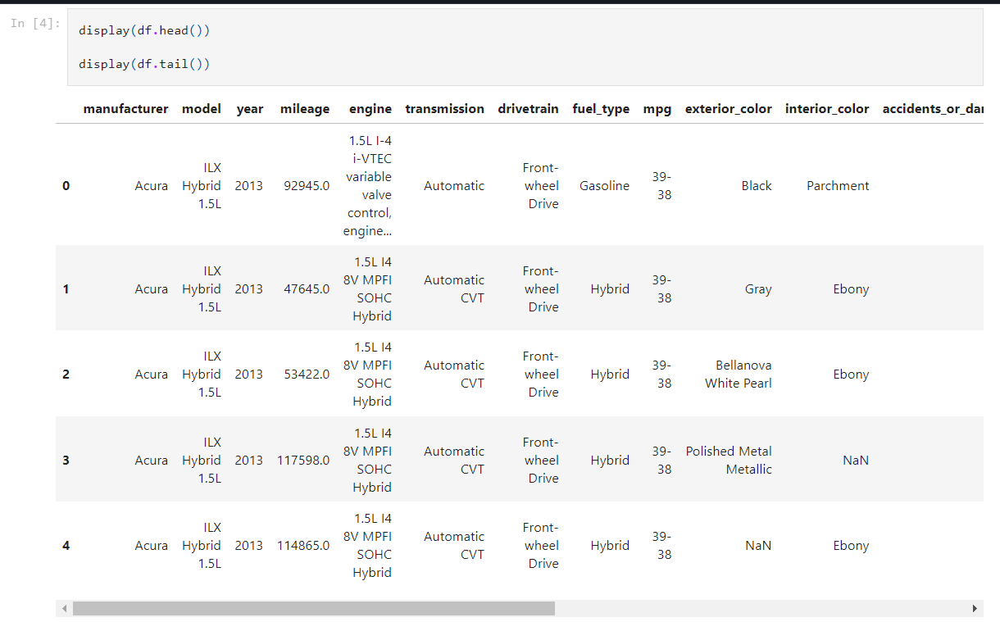 In [4]:
display(df.head())
display(df.tail())
manufacturer model year mileage engine transmission drivetrain fuel_type mpg exterior_color interior_color accidents_or_dar
0 Acura ILX Hybrid 1.5L 2013 92945.0 1.5L I-4 i-VTEC variable valve control, engine... Automatic Front-wheel Drive Gasoline 39-38 Black Parchment
1 Acura ILX Hybrid 1.5L 2013 47645.0 1.5L I4 8V MPFI SOHC Hybrid Automatic CVT Front-wheel Drive Hybrid 39-38 Gray Ebony
2 Acura ILX Hybrid 1.5L 2013 53422.0 1.5L I4 8V MPFI SOHC Hybrid Automatic CVT Front-wheel Drive Hybrid 39-38 Bellanova White Pearl Ebony
3 Acura ILX Hybrid 1.5L 2013 117598.0 1.5L I4 8V MPFI SOHC Hybrid Automatic CVT Front-wheel Drive Hybrid 39-38 Polished Metal Metallic NaN
4 Acura ILX Hybrid 1.5L 2013 114865.0 1.5L I4 8V MPFI SOHC Hybrid Automatic CVT Front-wheel Drive Hybrid 39-38 NaN Ebony